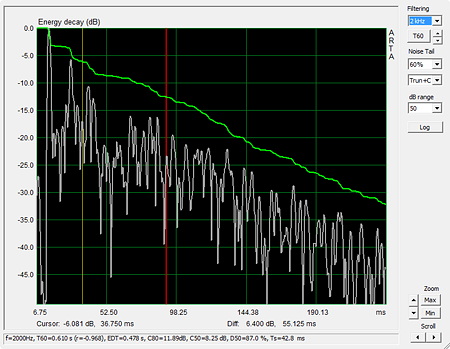 Energy decay (dB)
Filtering
2 kHz
T60
Noise Tail
60%
Trun+C
dB range
50
Log
0.0
-5.0
-10.0
-15.0
-20.0
-25.0
-30.0
-35.0
-40.0
-45.0
ARTA
6.75 52.50 98.25 144.38 190.13 ms
Cursor: -6.081 dB, 36.750 ms Diff: 6.400 dB 55.125 ms
Zoom
Max
Min
Scroll
f=2000Hz, T60=0.610 s (r=-0.968), EDT=0.478 s, C80=11.89dB, C50=8.25 dB, D50=87.0 %, Ts=42.8 ms